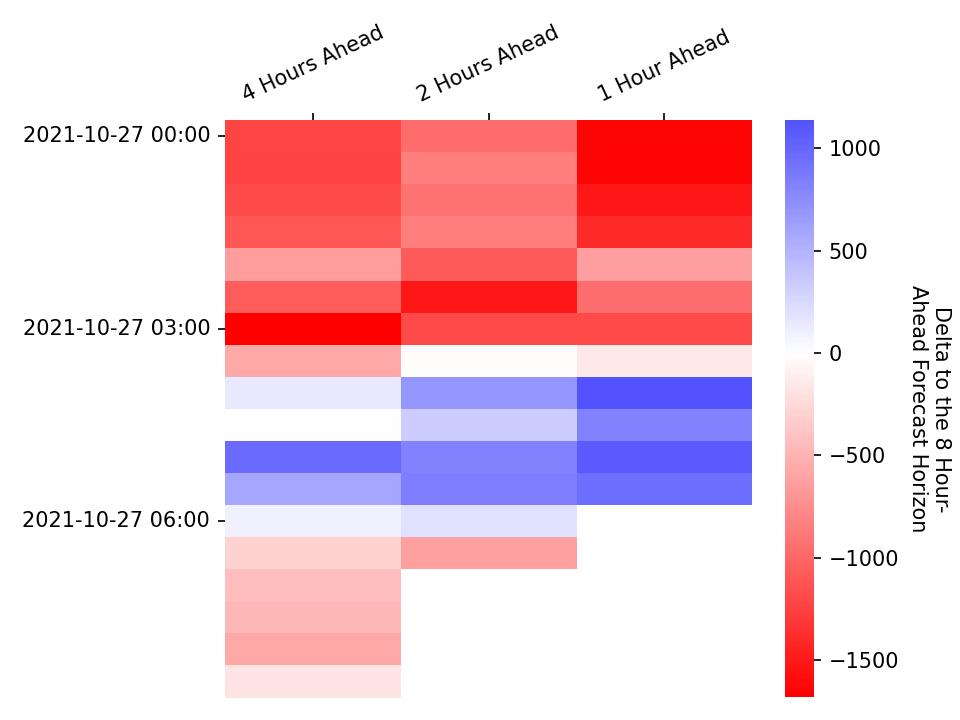 4 Hours Ahead
2 Hours Ahead
1 Hour Ahead
2021-10-27 00:00
2021-10-27 03:00
2021-10-27 06:00
1000
500
0
−500
−1000
−1500
Delta to the 8 Hour-
Ahead Forecast Horizon